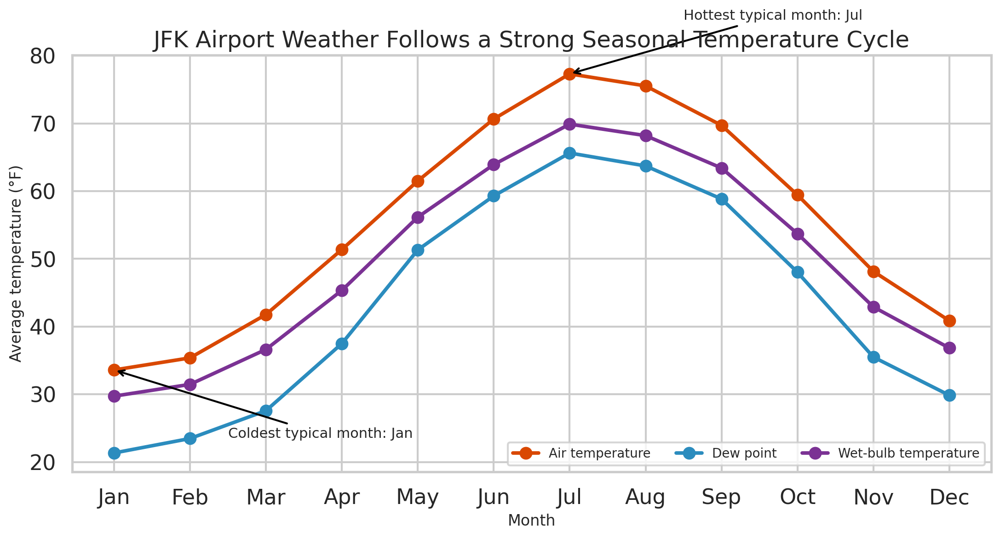 Hottest typical month: Jul
JFK Airport Weather Follows a Strong Seasonal Temperature Cycle
80
70
60
50
40
30
20
Average temperature (°F)
Coldest typical month: Jan
Air temperature
Dew point
Wet-bulb temperature
Jan Feb Mar Apr May Jun Jul Aug Sep Oct Nov Dec
Month